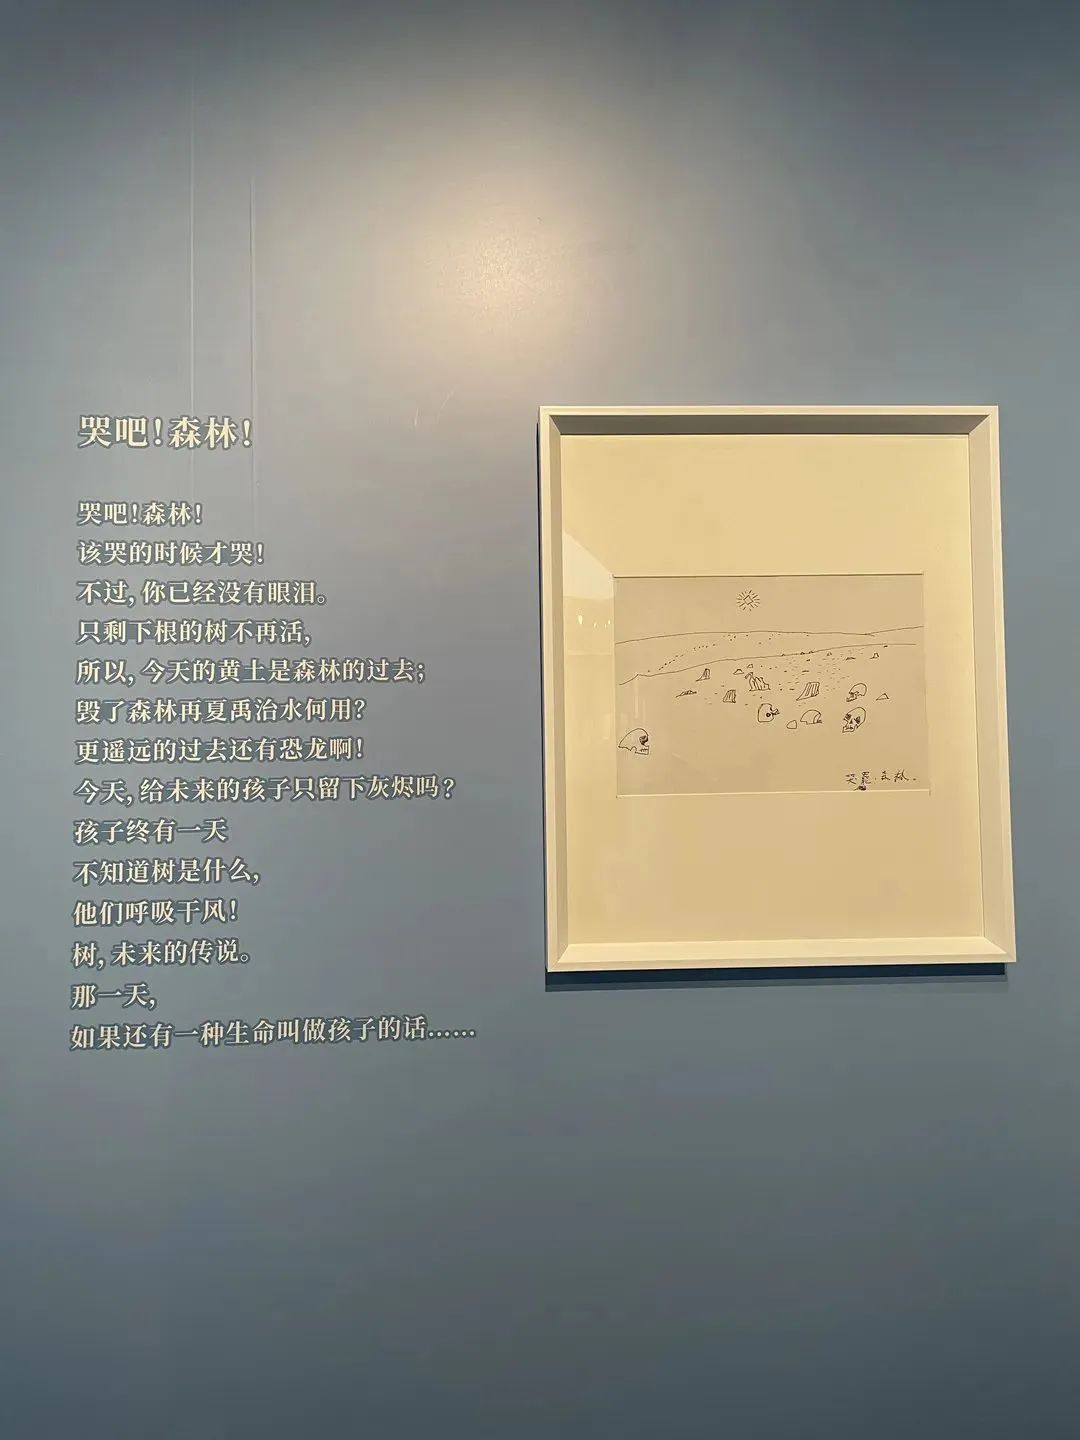 哭吧！森林！
哭吧！森林！
该哭的时候才哭！
不过，你已经没有眼泪。
只剩下根的树不再活，
所以，今天的黄土是森林的过去；
毁了森林再夏禹治水何用？
更遥远的过去还有恐龙啊！
今天，给未来的孩子只留下灰烬吗？
孩子终有一天
不知道树是什么，
他们呼吸干风！
树，未来的传说。
那一天，
如果还有一种生命叫做孩子的话……
哭罷·森林。